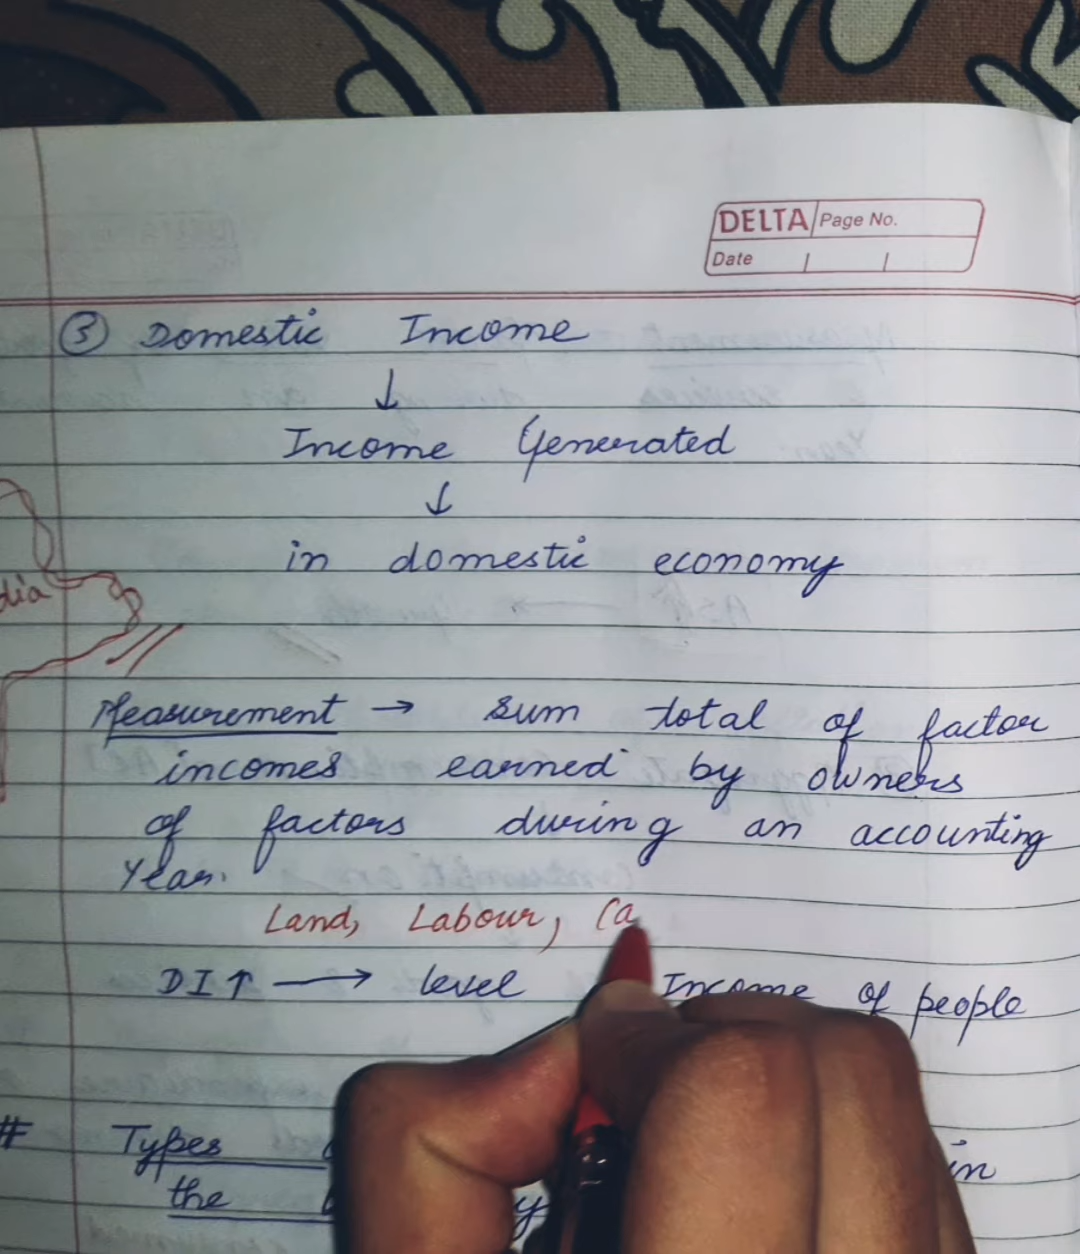 DELTA Page No.
Date / /
③ Domestic Income
↓
Income Generated
↓
in domestic economy
dia
Measurement → sum total of factor
incomes earned by owners
of factors during an accounting
Year.
Land, Labour, Ca
DI↑ → level Income of people
# Types in
the y